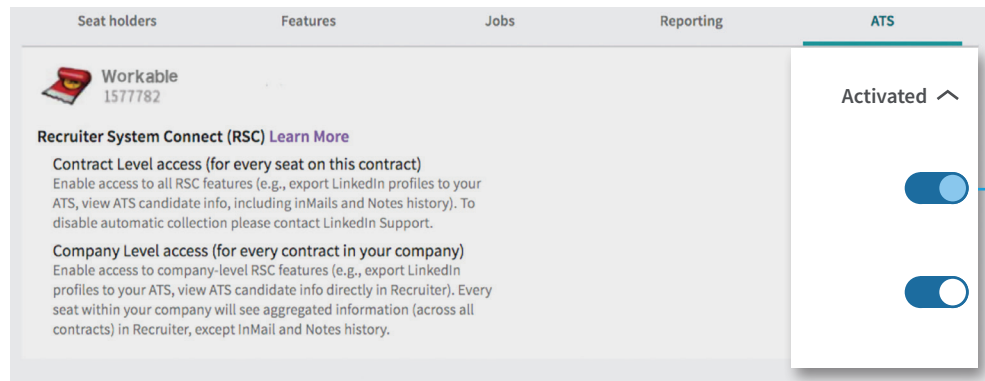 Seat holders Features Jobs Reporting ATS
Workable
1577782
Activated
Recruiter System Connect (RSC) Learn More
Contract Level access (for every seat on this contract)
Enable access to all RSC features (e.g., export LinkedIn profiles to your
ATS, view ATS candidate info, including inMails and Notes history). To
disable automatic collection please contact LinkedIn Support.
Company Level access (for every contract in your company)
Enable access to company-level RSC features (e.g., export LinkedIn
profiles to your ATS, view ATS candidate info directly in Recruiter). Every
seat within your company will see aggregated information (across all
contracts) in Recruiter, except InMail and Notes history.